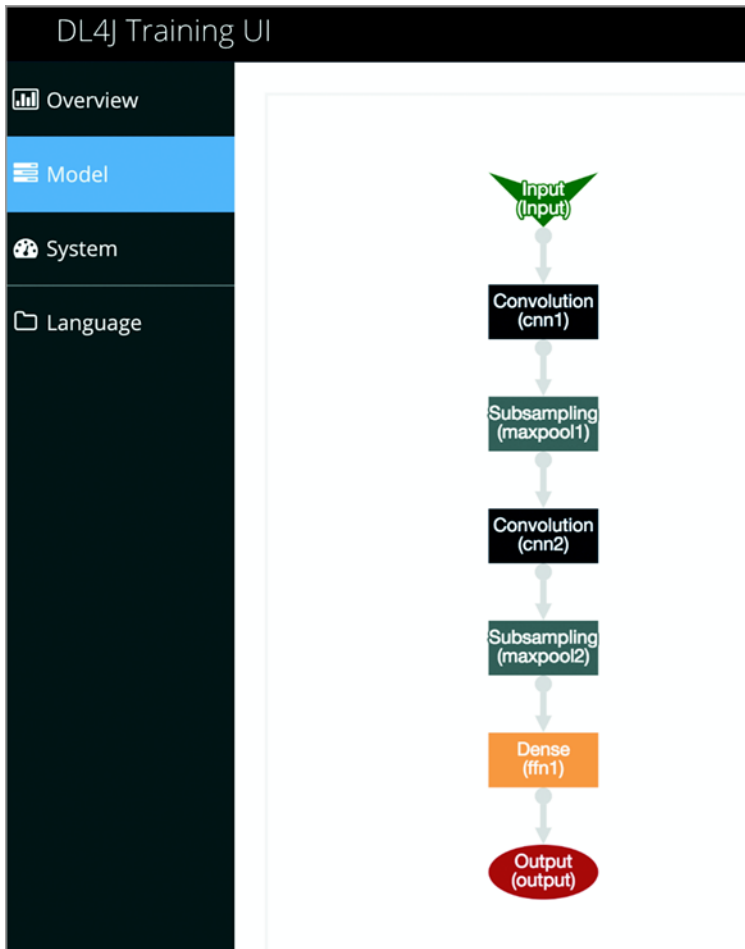 DL4J Training UI
Overview
Model
System
Language
Input
(Input)
Convolution
(cnn1)
Subsampling
(maxpool1)
Convolution
(cnn2)
Subsampling
(maxpool2)
Dense
(ffn1)
Output
(output)